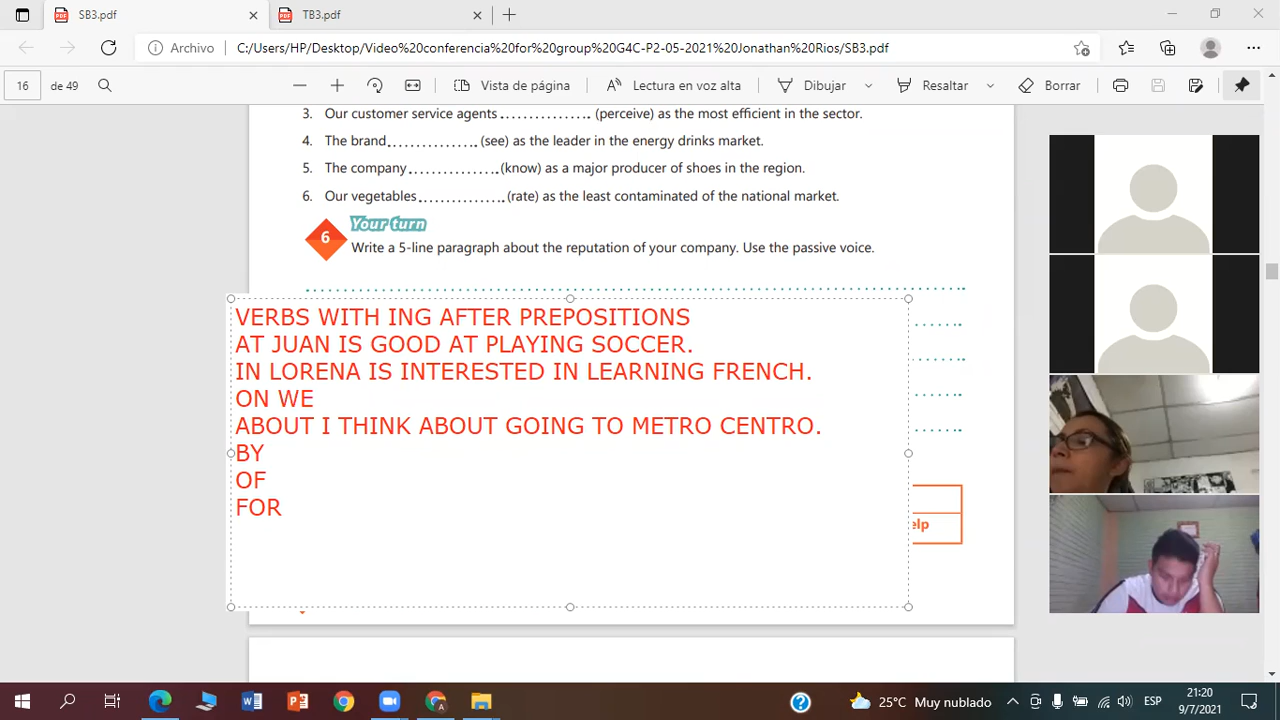 SB3.pdf
TB3.pdf
Archivo
C:/Users/HP/Desktop/Video%20conferencia%20for%20group%20G4C-P2-05-2021%20Jonathan%20Rios/SB3.pdf
16 de 49
Vista de página
Lectura en voz alta
Dibujar
Resaltar
Borrar
3. Our customer service agents ............... (perceive) as the most efficient in the sector.
4. The brand............... (see) as the leader in the energy drinks market.
5. The company ...............(know) as a major producer of shoes in the region.
6. Our vegetables ...............(rate) as the least contaminated of the national market.
6
Your turn
Write a 5-line paragraph about the reputation of your company. Use the passive voice.
VERBS WITH ING AFTER PREPOSITIONS
AT JUAN IS GOOD AT PLAYING SOCCER.
IN LORENA IS INTERESTED IN LEARNING FRENCH.
ON WE
ABOUT I THINK ABOUT GOING TO METRO CENTRO.
BY
OF
FOR
elp
25°C Muy nublado
ESP
21:20
9/7/2021